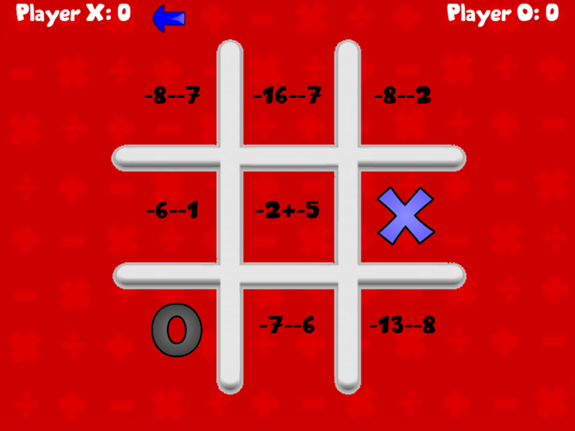 Player X: 0 Player O: 0
-8--7 -16--7 -8--2
-6--1 -2+-5 X
O -7--6 -13--8